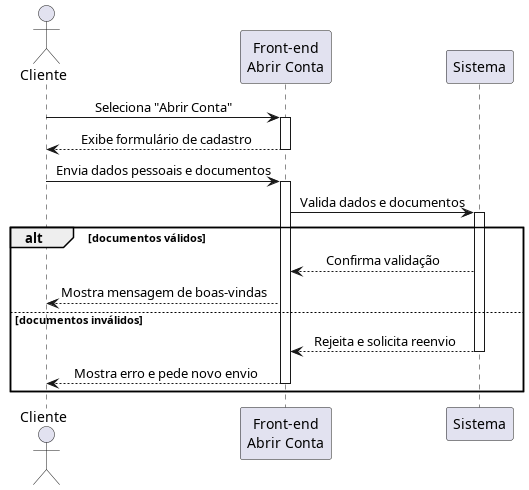 Cliente
Front-end
Abrir Conta
Sistema
Seleciona "Abrir Conta"
Exibe formulário de cadastro
Envia dados pessoais e documentos
Valida dados e documentos
alt [documentos válidos]
Confirma validação
Mostra mensagem de boas-vindas
[documentos inválidos]
Rejeita e solicita reenvio
Mostra erro e pede novo envio
Cliente
Front-end
Abrir Conta
Sistema